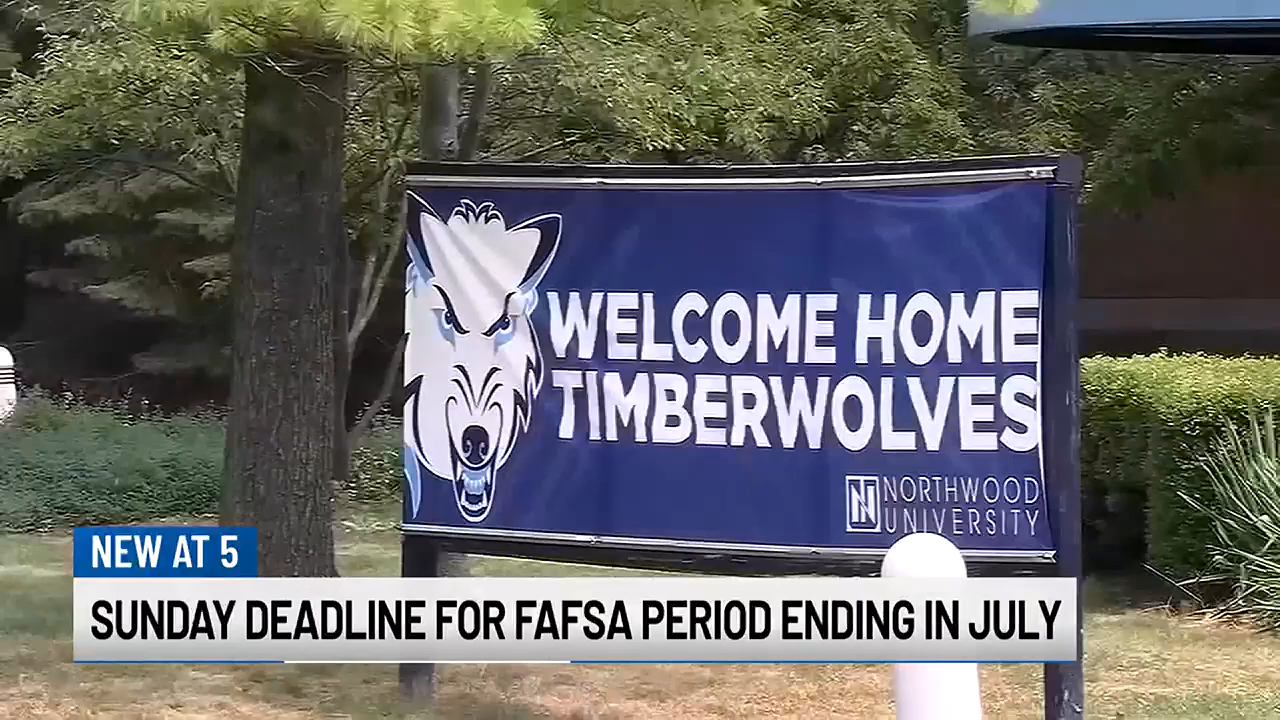 WELCOME HOME
TIMBERWOLVES
N NORTHWOOD
UNIVERSITY
NEW AT 5
SUNDAY DEADLINE FOR FAFSA PERIOD ENDING IN JULY